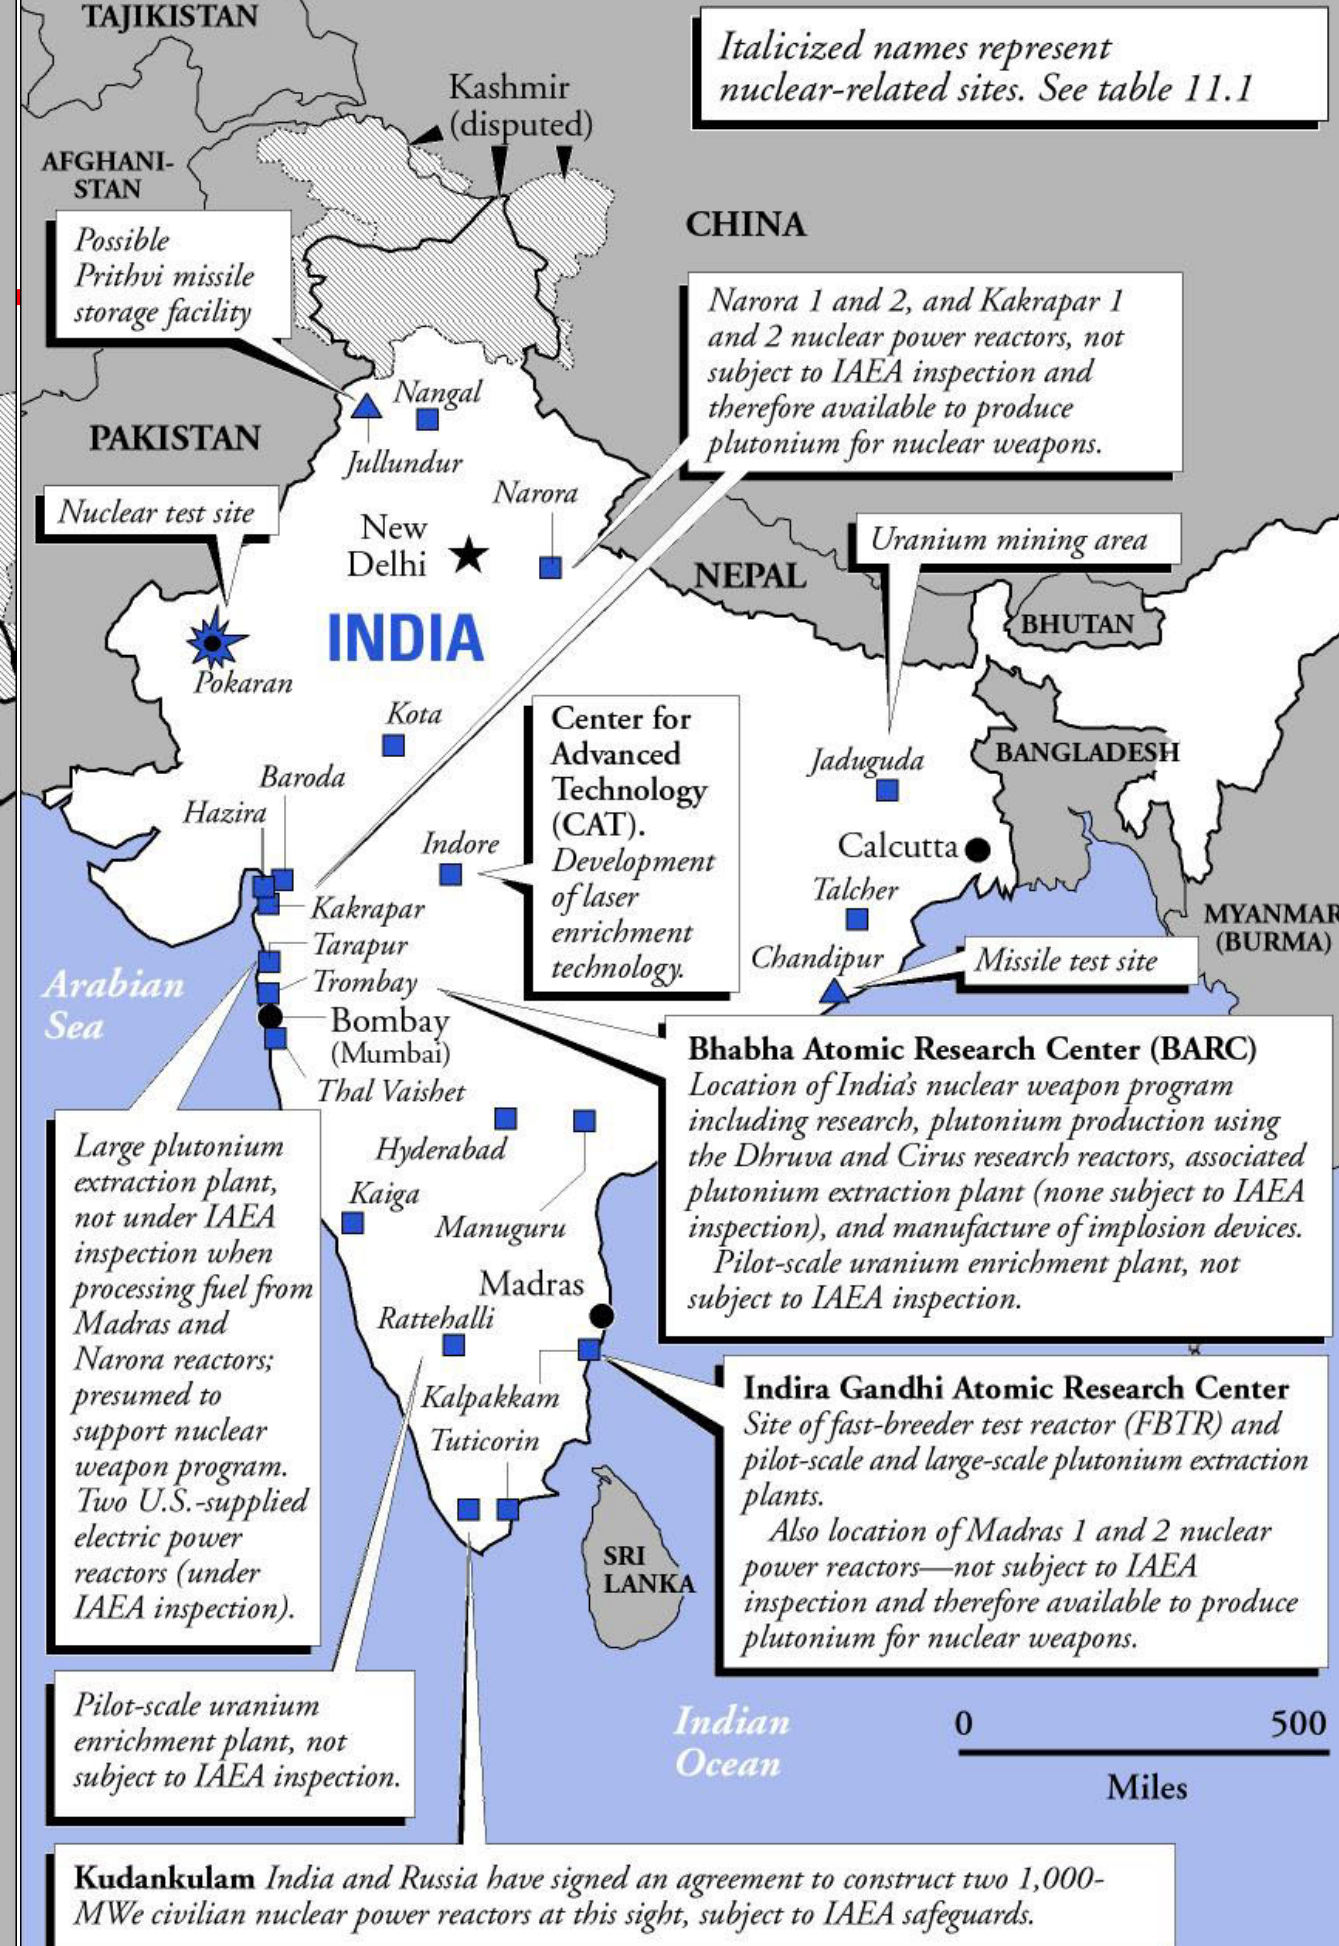 TAJIKISTAN
Italicized names represent
nuclear-related sites. See table 11.1
Kashmir
(disputed)
AFGHANI-
STAN
CHINA
Possible
Prithvi missile
storage facility
Narora 1 and 2, and Kakrapar 1
and 2 nuclear power reactors, not
subject to IAEA inspection and
therefore available to produce
plutonium for nuclear weapons.
Nangal
PAKISTAN
Jullundur
Narora
Nuclear test site
New
Delhi
Uranium mining area
NEPAL
BHUTAN
INDIA
Pokaran
Kota
Center for
Advanced
Technology
(CAT).
Development
of laser
enrichment
technology.
BANGLADESH
Jaduguda
Baroda
Hazira
Indore
Calcutta
Talcher
Kakrapar
MYANMAR
(BURMA)
Tarapur
Chandipur
Missile test site
Trombay
Arabian
Sea
Bombay
(Mumbai)
Thal Vaishet
Bhabha Atomic Research Center (BARC)
Location of India's nuclear weapon program
including research, plutonium production using
the Dhruva and Cirus research reactors, associated
plutonium extraction plant (none subject to IAEA
inspection), and manufacture of implosion devices.
Pilot-scale uranium enrichment plant, not
subject to IAEA inspection.
Large plutonium
extraction plant,
not under IAEA
inspection when
processing fuel from
Madras and
Narora reactors;
presumed to
support nuclear
weapon program.
Two U.S.-supplied
electric power
reactors (under
IAEA inspection).
Hyderabad
Kaiga
Manuguru
Madras
Rattehalli
Kalpakkam
Tuticorin
Indira Gandhi Atomic Research Center
Site of fast-breeder test reactor (FBTR) and
pilot-scale and large-scale plutonium extraction
plants.
Also location of Madras 1 and 2 nuclear
power reactors—not subject to IAEA
inspection and therefore available to produce
plutonium for nuclear weapons.
SRI
LANKA
Pilot-scale uranium
enrichment plant, not
subject to IAEA inspection.
Indian
Ocean
0 500
Miles
Kudankulam India and Russia have signed an agreement to construct two 1,000-
MWe civilian nuclear power reactors at this sight, subject to IAEA safeguards.